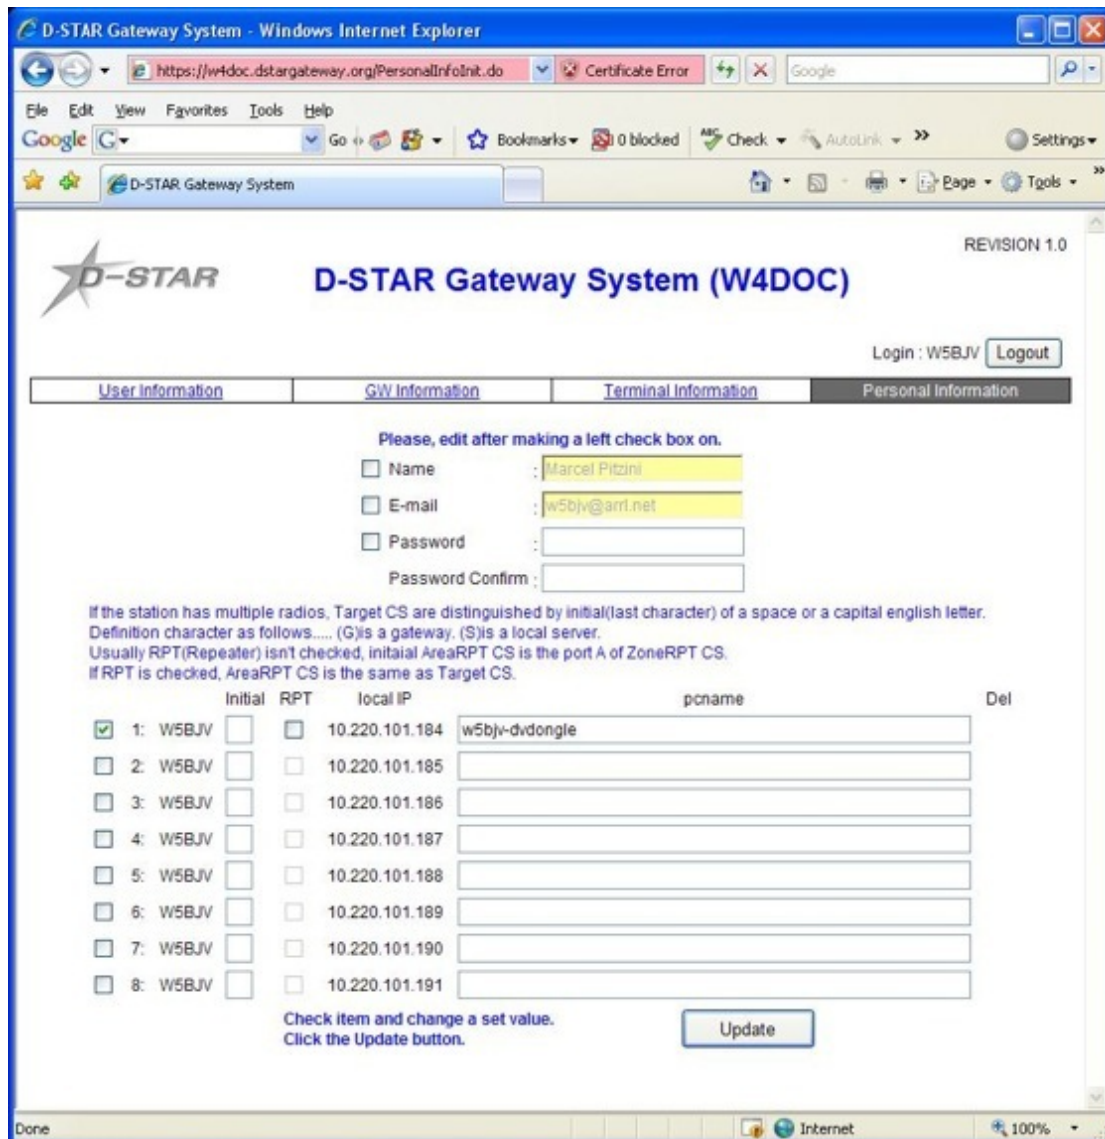 D-STAR Gateway System - Windows Internet Explorer
https://w4doc.dstargateway.org/PersonalInfoInit.do Certificate Error Google
File Edit View Favorites Tools Help
Google G Go Bookmarks 0 blocked ABC Check AutoLink » Settings
D-STAR Gateway System Page Tools »
REVISION 1.0
D-STAR D-STAR Gateway System (W4DOC)
Login : W5BJV Logout
User Information GW Information Terminal Information Personal Information
Please, edit after making a left check box on.
Name : Marcel Pitzini
E-mail : w5bjv@arrl.net
Password :
Password Confirm :
If the station has multiple radios, Target CS are distinguished by initial(last character) of a space or a capital english letter.
Definition character as follows..... (G)is a gateway. (S)is a local server.
Usually RPT(Repeater) isn't checked, initaial AreaRPT CS is the port A of ZoneRPT CS.
If RPT is checked, AreaRPT CS is the same as Target CS.
Initial RPT local IP pcname Del
1: W5BJV 10.220.101.184 w5bjv-dvdongle
2: W5BJV 10.220.101.185
3: W5BJV 10.220.101.186
4: W5BJV 10.220.101.187
5: W5BJV 10.220.101.188
6: W5BJV 10.220.101.189
7: W5BJV 10.220.101.190
8: W5BJV 10.220.101.191
Check item and change a set value.
Click the Update button.
Update
Done Internet 100%